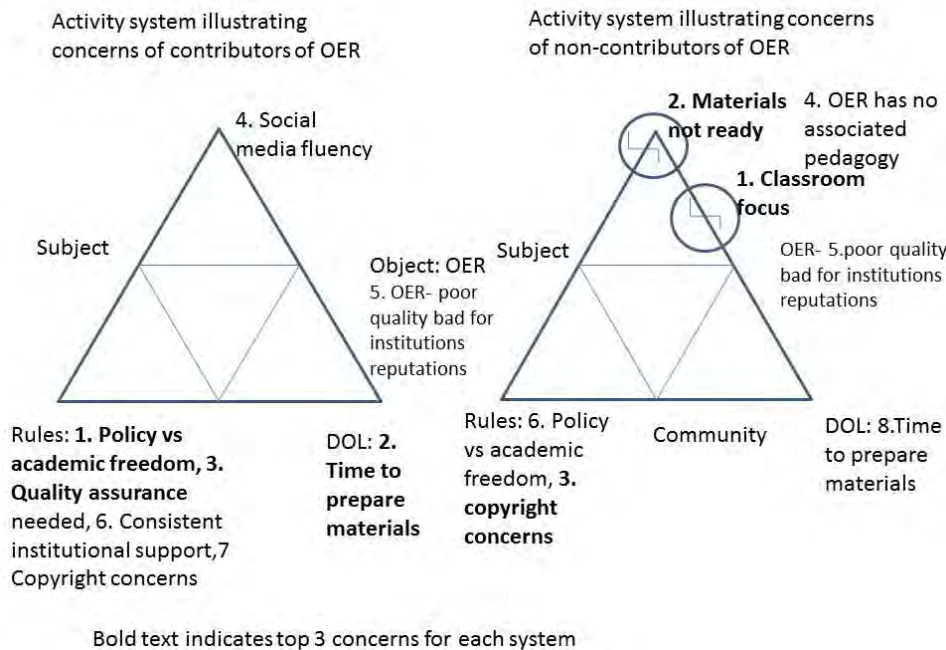 Activity system illustrating
concerns of contributors of OER
4. Social
media fluency
Subject
Object: OER
5. OER- poor
quality bad for
institutions
reputations
Rules: 1. Policy vs
academic freedom, 3.
Quality assurance
needed, 6. Consistent
institutional support,7
Copyright concerns
DOL: 2.
Time to
prepare
materials
Activity system illustrating concerns
of non-contributors of OER
2. Materials
not ready
4. OER has no
associated
pedagogy
1. Classroom
focus
Subject
OER- 5.poor quality
bad for institutions
reputations
Rules: 6. Policy
vs academic
freedom, 3.
copyright
concerns
Community
DOL: 8.Time
to prepare
materials
Bold text indicates top 3 concerns for each system